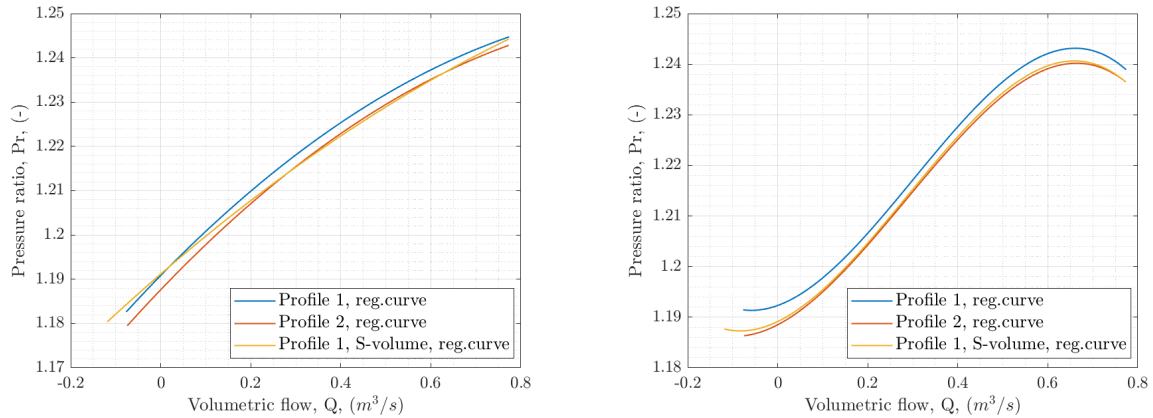 1.25
1.24
1.23
1.22
1.21
1.2
1.19
1.18
1.17
Pressure ratio, Pr, (-)
-0.2 0 0.2 0.4 0.6 0.8
Volumetric flow, Q, (m³/s)
Profile 1, reg.curve
Profile 2, reg.curve
Profile 1, S-volume, reg.curve
1.25
1.24
1.23
1.22
1.21
1.2
1.19
1.18
Pressure ratio, Pr, (-)
-0.2 0 0.2 0.4 0.6 0.8
Volumetric flow, Q, (m³/s)
Profile 1, reg.curve
Profile 2, reg.curve
Profile 1, S-volume, reg.curve